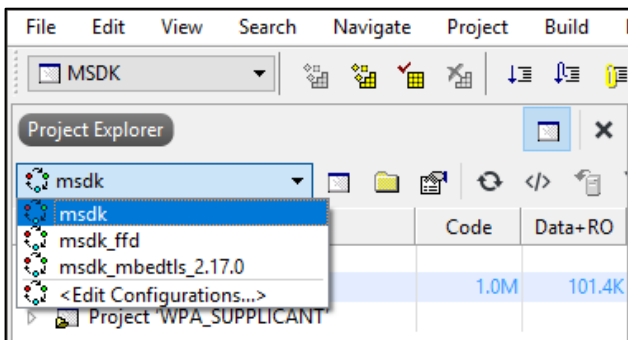 File Edit View Search Navigate Project Build
MSDK
Project Explorer
msdk
msdk
Code Data+RO
msdk_ffd
msdk_mbedtls_2.17.0
<Edit Configurations...> 1.0M 101.4K
Project 'WPA_SUPPLICANT'